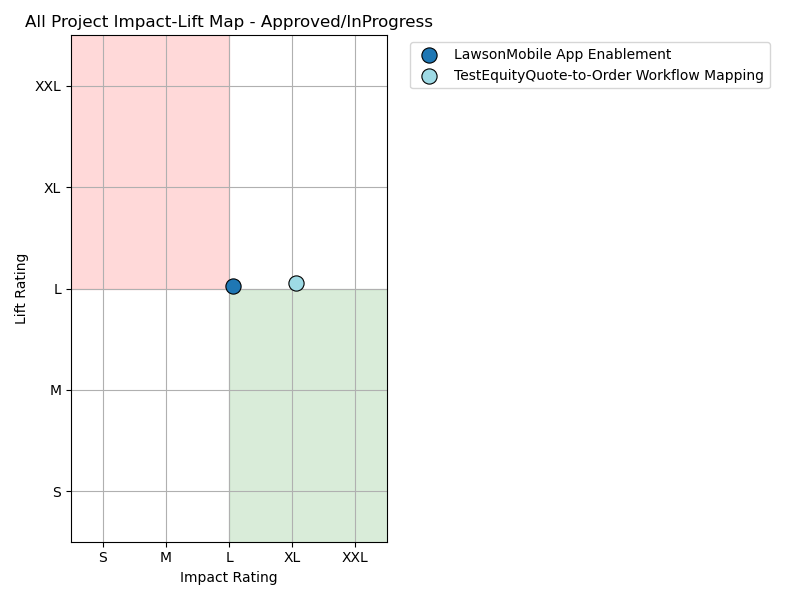 All Project Impact-Lift Map - Approved/InProgress
LawsonMobile App Enablement
TestEquityQuote-to-Order Workflow Mapping
XXL
XL
L
M
S
Lift Rating
S M L XL XXL
Impact Rating